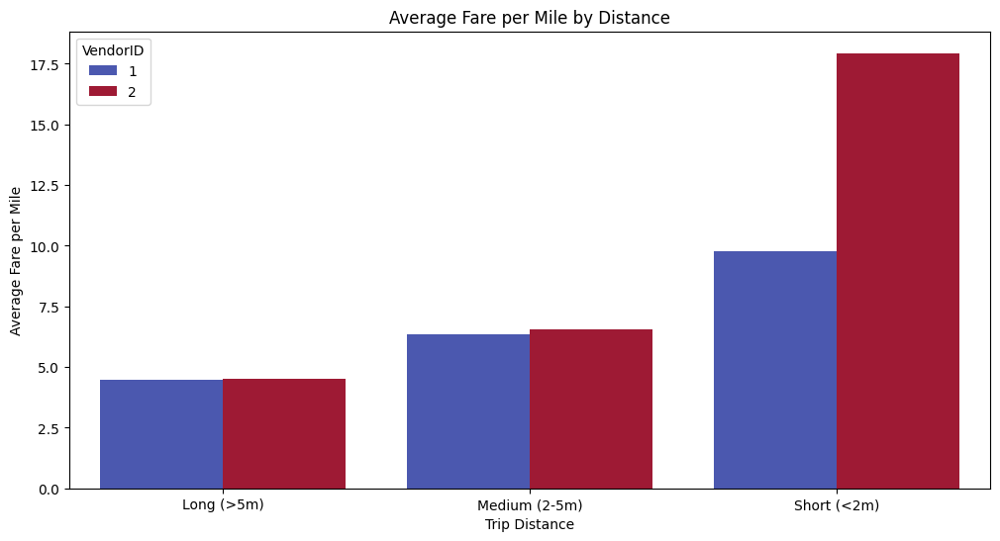 Average Fare per Mile by Distance
VendorID
1
2
17.5
15.0
12.5
10.0
7.5
5.0
2.5
0.0
Average Fare per Mile
Long (>5m)
Medium (2-5m)
Short (<2m)
Trip Distance